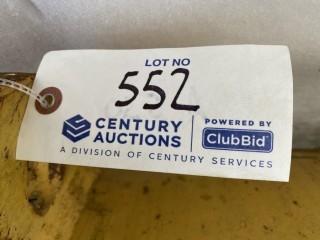 LOT NO
552
CENTURY
AUCTIONS
POWERED BY
ClubBid
A DIVISION OF CENTURY SERVICES